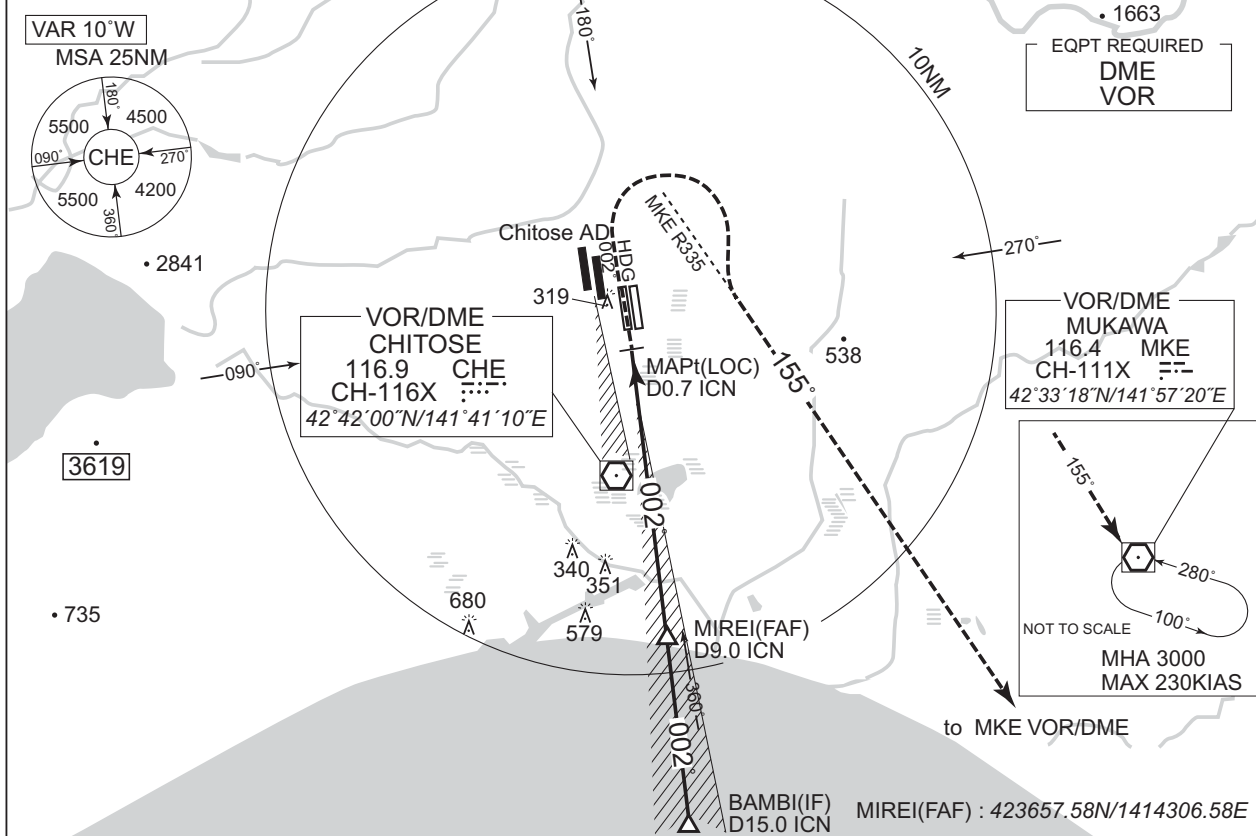 VAR 10˚W
MSA 25NM
180˚
5500
4500
090˚
CHE
270˚
5500
4200
360˚
180˚
10NM
1663
EQPT REQUIRED
DME
VOR
2841
Chitose AD
HDG
002˚
MKE R335
319
270˚
VOR/DME
CHITOSE
116.9 CHE
CH-116X
42˚42´00˝N/141˚41´10˝E
090˚
MAPt(LOC)
D0.7 ICN
155˚
538
VOR/DME
MUKAWA
116.4 MKE
CH-111X
42˚33´18˝N/141˚57´20˝E
3619
002˚
155˚
280˚
100˚
NOT TO SCALE
MHA 3000
MAX 230KIAS
340
351
680
579
735
MIREI(FAF)
D9.0 ICN
360˚
002˚
to MKE VOR/DME
BAMBI(IF)
D15.0 ICN
MIREI(FAF) : 423657.58N/1414306.58E